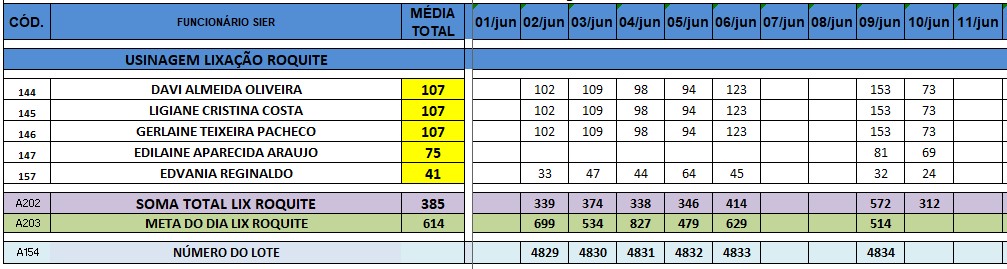 CÓD. FUNCIONÁRIO SIER MÉDIA TOTAL 01/jun 02/jun 03/jun 04/jun 05/jun 06/jun 07/jun 08/jun 09/jun 10/jun 11/jun
USINAGEM LIXAÇÃO ROQUITE
144 DAVI ALMEIDA OLIVEIRA 107 102 109 98 94 123 153 73
145 LIGIANE CRISTINA COSTA 107 102 109 98 94 123 153 73
146 GERLAINE TEIXEIRA PACHECO 107 102 109 98 94 123 153 73
147 EDILAINE APARECIDA ARAUJO 75 81 69
157 EDVANIA REGINALDO 41 33 47 44 64 45 32 24
A202 SOMA TOTAL LIX ROQUITE 385 339 374 338 346 414 572 312
A203 META DO DIA LIX ROQUITE 614 699 534 827 479 629 514
A154 NÚMERO DO LOTE 4829 4830 4831 4832 4833 4834